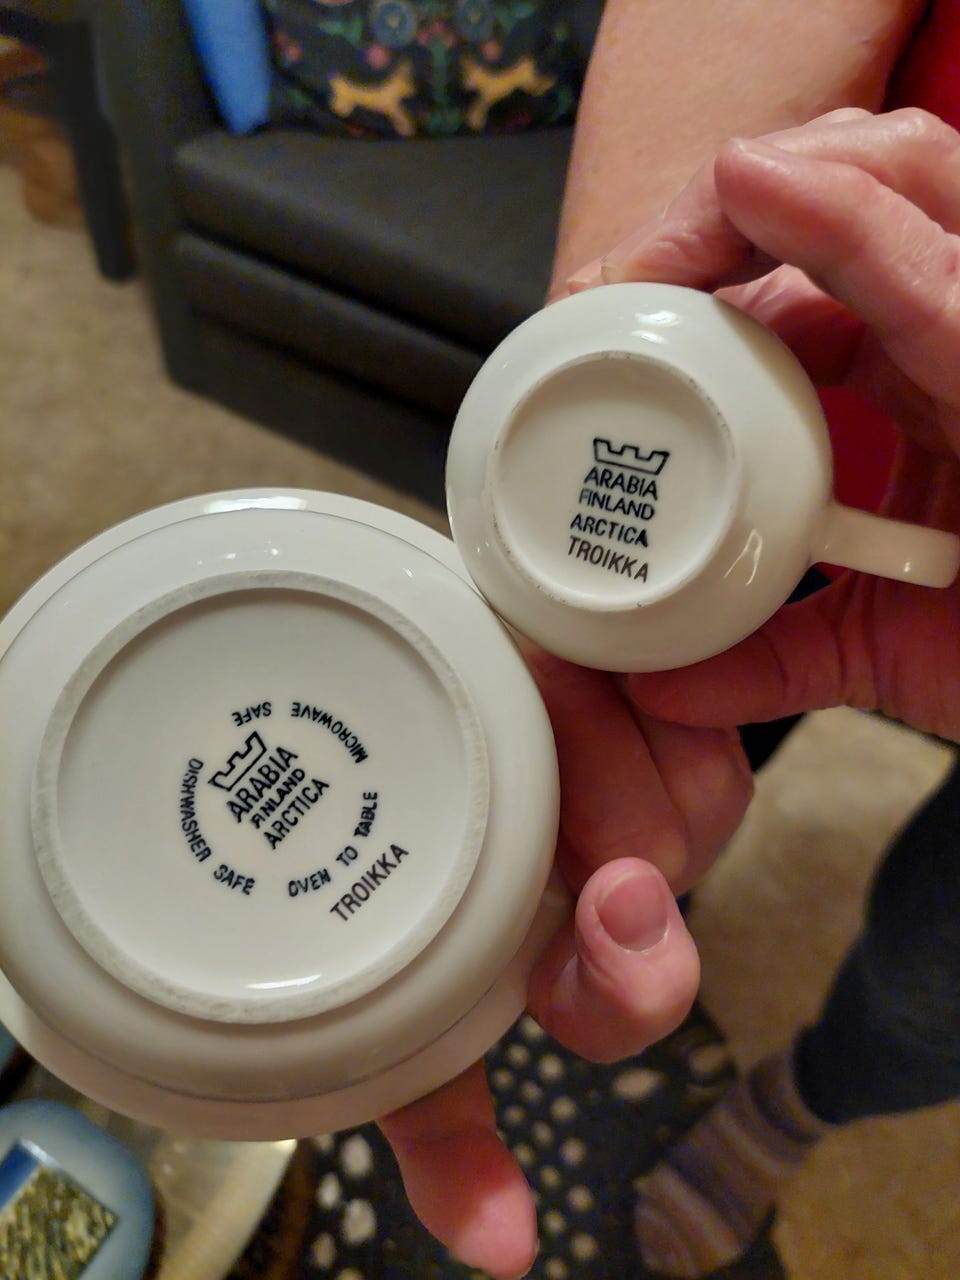 ARABIA
FINLAND
ARCTICA
TROIKKA
MICROWAVE SAFE
DISHWASHER SAFE
OVEN TO TABLE
ARABIA
FINLAND
ARCTICA
TROIKKA